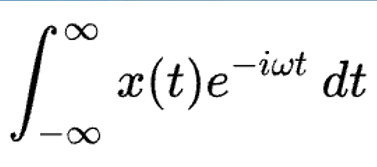 ∫_{-∞}^{∞} x(t)e^{-iωt} dt